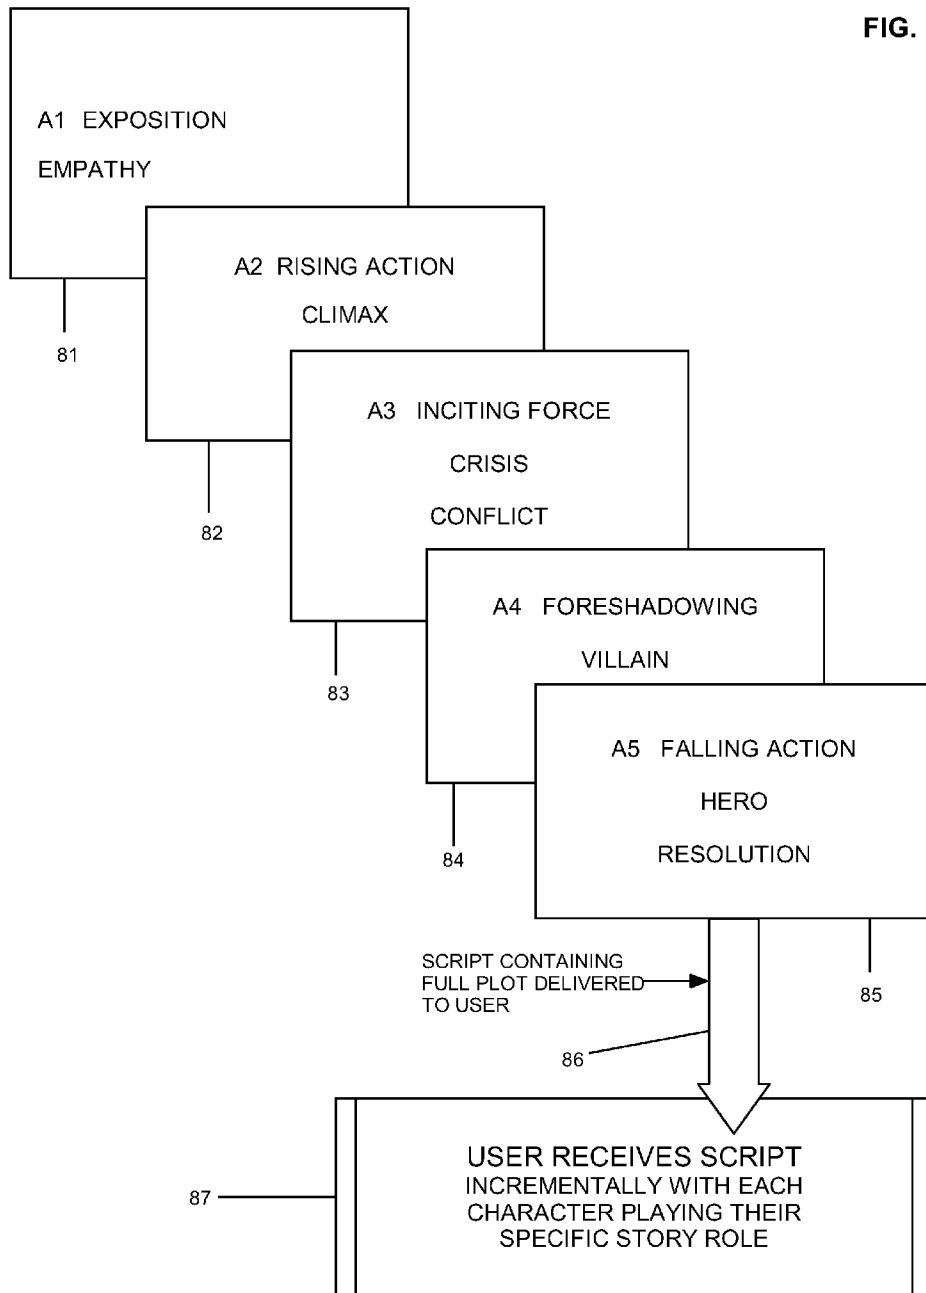 FIG.
A1 EXPOSITION
EMPATHY
A2 RISING ACTION
CLIMAX
81
A3 INCITING FORCE
CRISIS
CONFLICT
82
A4 FORESHADOWING
VILLAIN
83
A5 FALLING ACTION
HERO
RESOLUTION
84
SCRIPT CONTAINING
FULL PLOT DELIVERED
TO USER
85
86
USER RECEIVES SCRIPT
INCREMENTALLY WITH EACH
CHARACTER PLAYING THEIR
SPECIFIC STORY ROLE
87